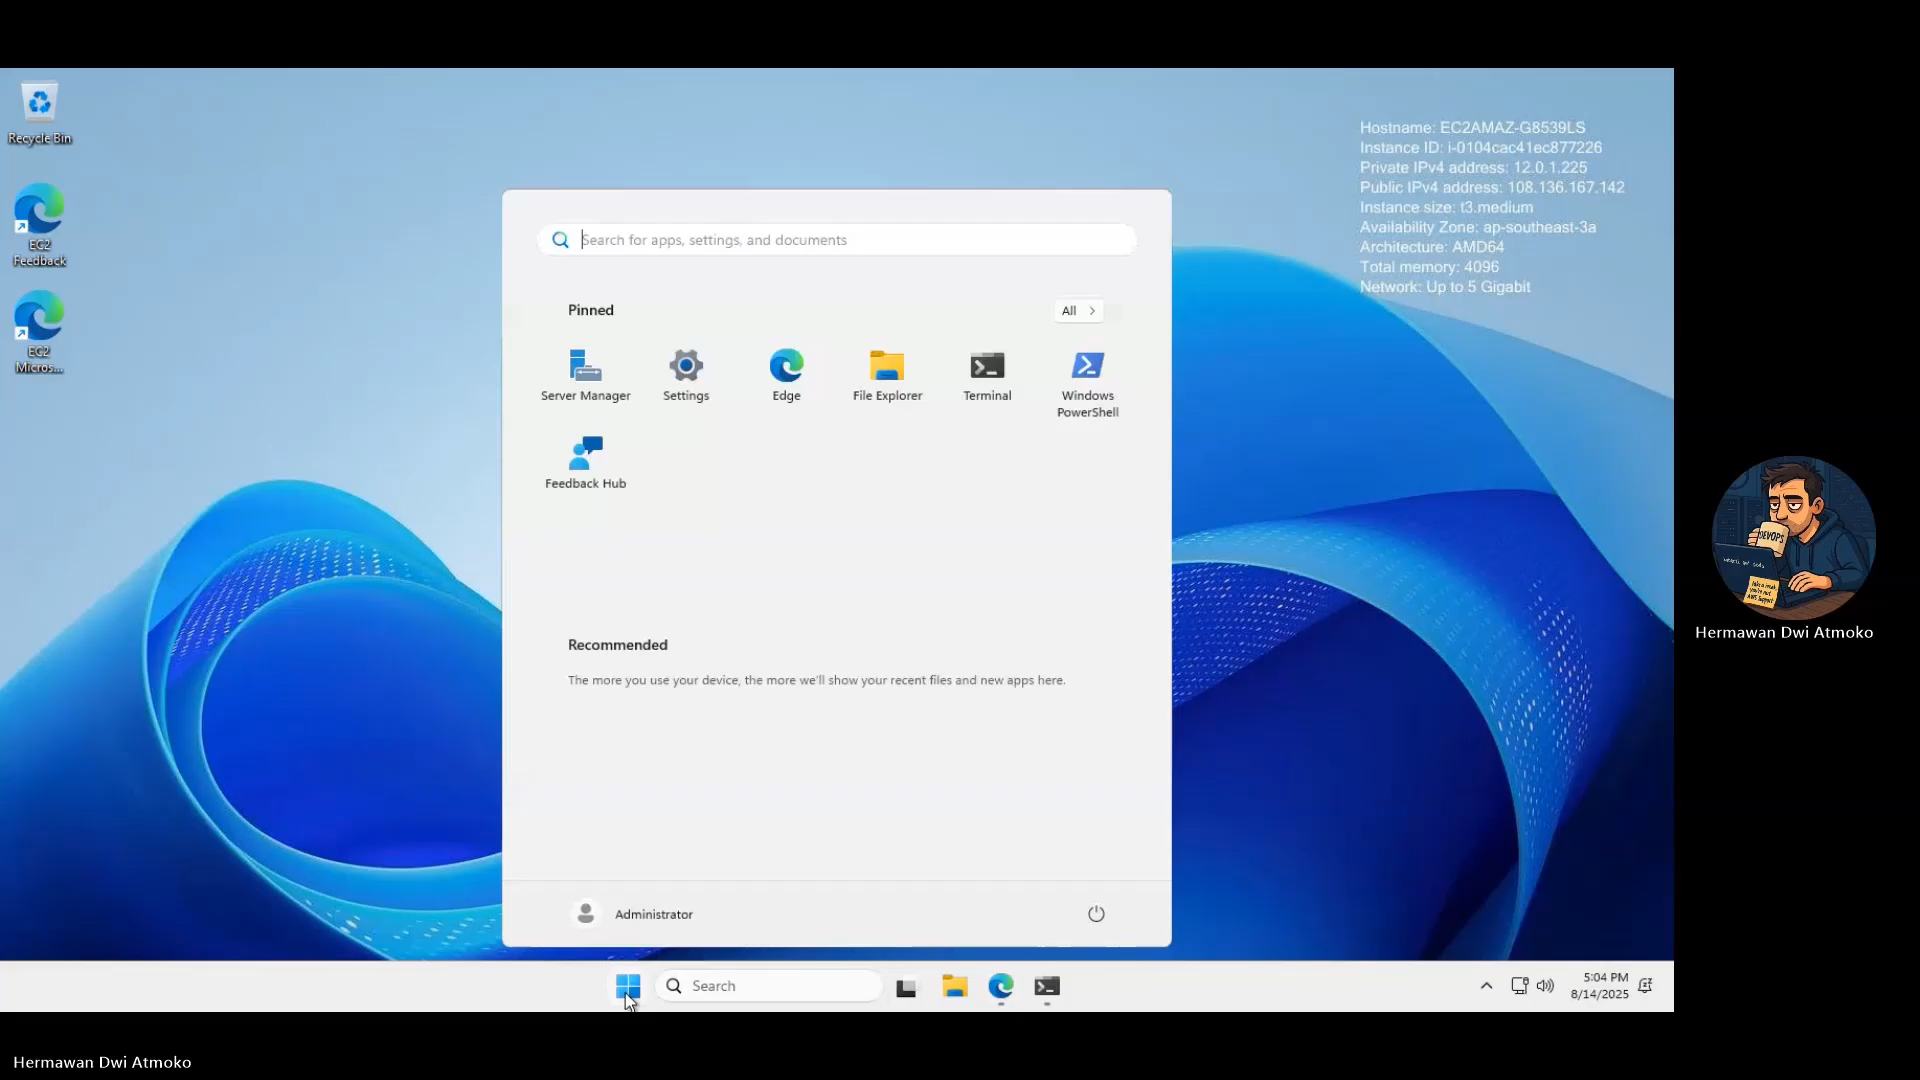 Recycle Bin
EC2
Feedback
EC2
Micros...
Hostname: EC2AMAZ-G8539LS
Instance ID: i-0104cac41ec877226
Private IPv4 address: 12.0.1.225
Public IPv4 address: 108.136.167.142
Instance size: t3.medium
Availability Zone: ap-southeast-3a
Architecture: AMD64
Total memory: 4096
Network: Up to 5 Gigabit
Search for apps, settings, and documents
Pinned
All
Server Manager
Settings
Edge
File Explorer
Terminal
Windows
PowerShell
Feedback Hub
Recommended
The more you use your device, the more we'll show your recent files and new apps here.
Administrator
Search
5:04 PM
8/14/2025
DEVOPS
Hermawan Dwi Atmoko
Hermawan Dwi Atmoko